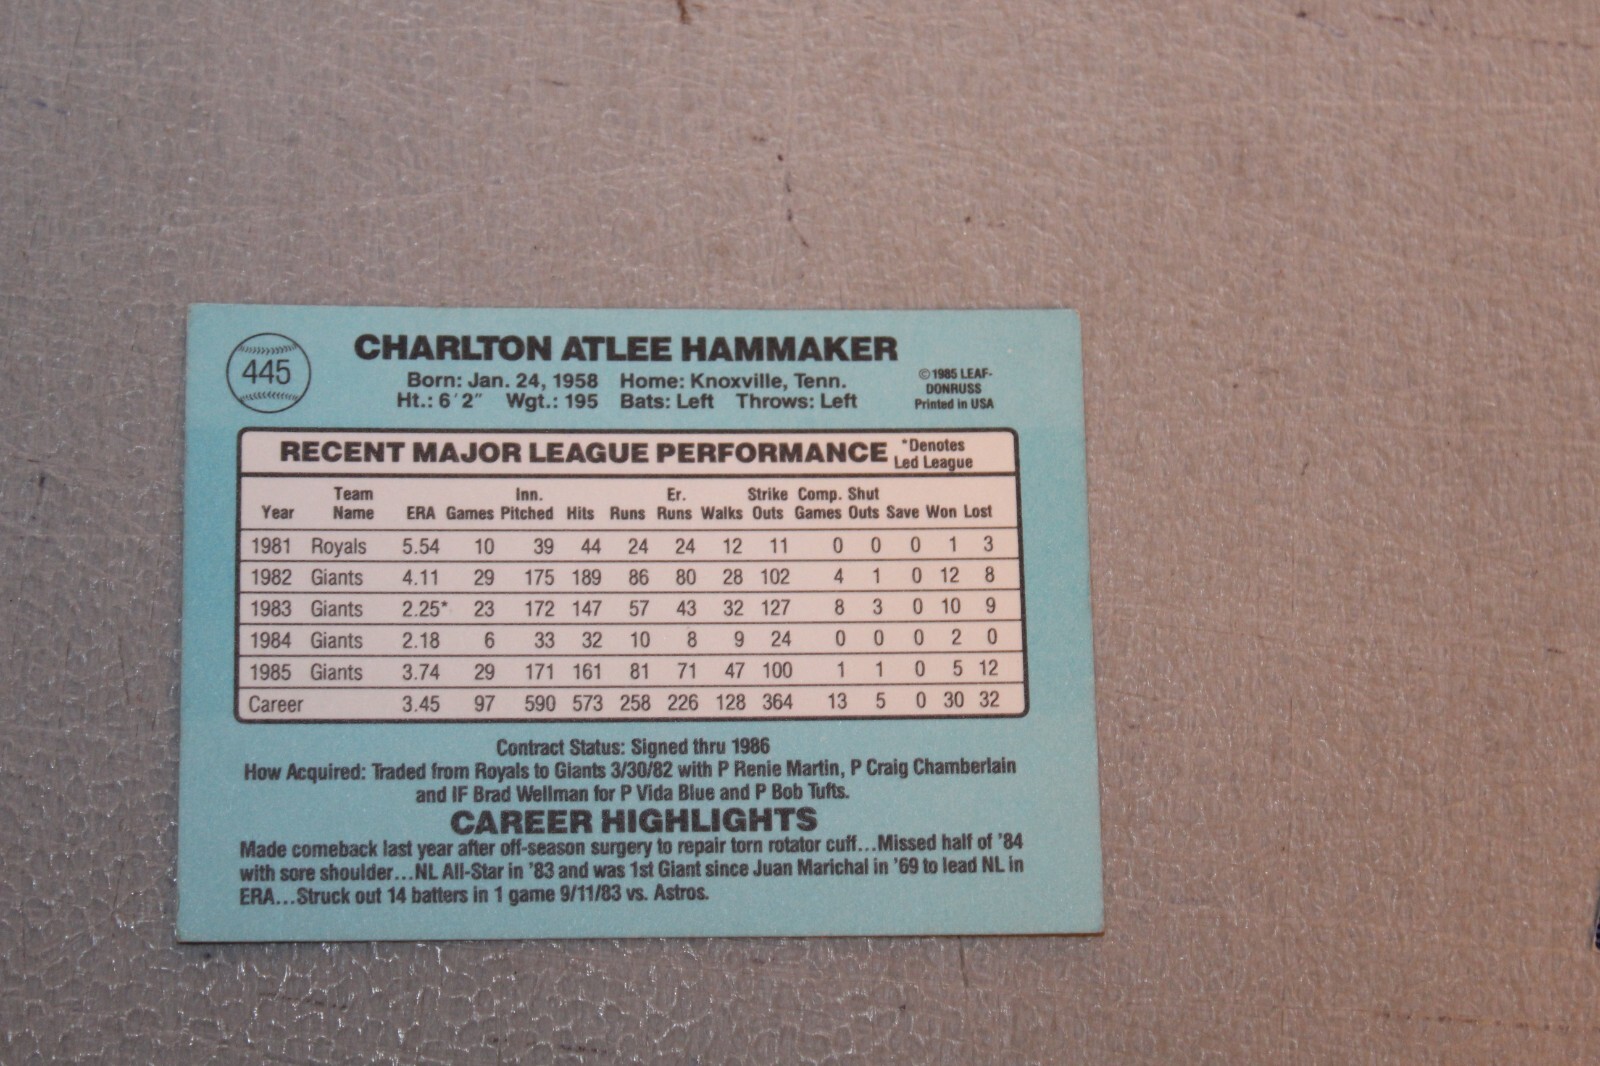 445
CHARLTON ATLEE HAMMAKER
Born: Jan. 24, 1958 Home: Knoxville, Tenn.
Ht.: 6'2" Wgt.: 195 Bats: Left Throws: Left
©1985 LEAF-
DONRUSS
Printed in USA
RECENT MAJOR LEAGUE PERFORMANCE *Denotes
Led League
Team Inn. Er. Strike Comp. Shut
Year Name ERA Games Pitched Hits Runs Runs Walks Outs Games Outs Save Won Lost
1981 Royals 5.54 10 39 44 24 24 12 11 0 0 0 1 3
1982 Giants 4.11 29 175 189 86 80 28 102 4 1 0 12 8
1983 Giants 2.25* 23 172 147 57 43 32 127 8 3 0 10 9
1984 Giants 2.18 6 33 32 10 8 9 24 0 0 0 2 0
1985 Giants 3.74 29 171 161 81 71 47 100 1 1 0 5 12
Career 3.45 97 590 573 258 226 128 364 13 5 0 30 32
Contract Status: Signed thru 1986
How Acquired: Traded from Royals to Giants 3/30/82 with P Renie Martin, P Craig Chamberlain
and IF Brad Wellman for P Vida Blue and P Bob Tufts.
CAREER HIGHLIGHTS
Made comeback last year after off-season surgery to repair torn rotator cuff...Missed half of '84
with sore shoulder...NL All-Star in '83 and was 1st Giant since Juan Marichal in '69 to lead NL in
ERA...Struck out 14 batters in 1 game 9/11/83 vs. Astros.